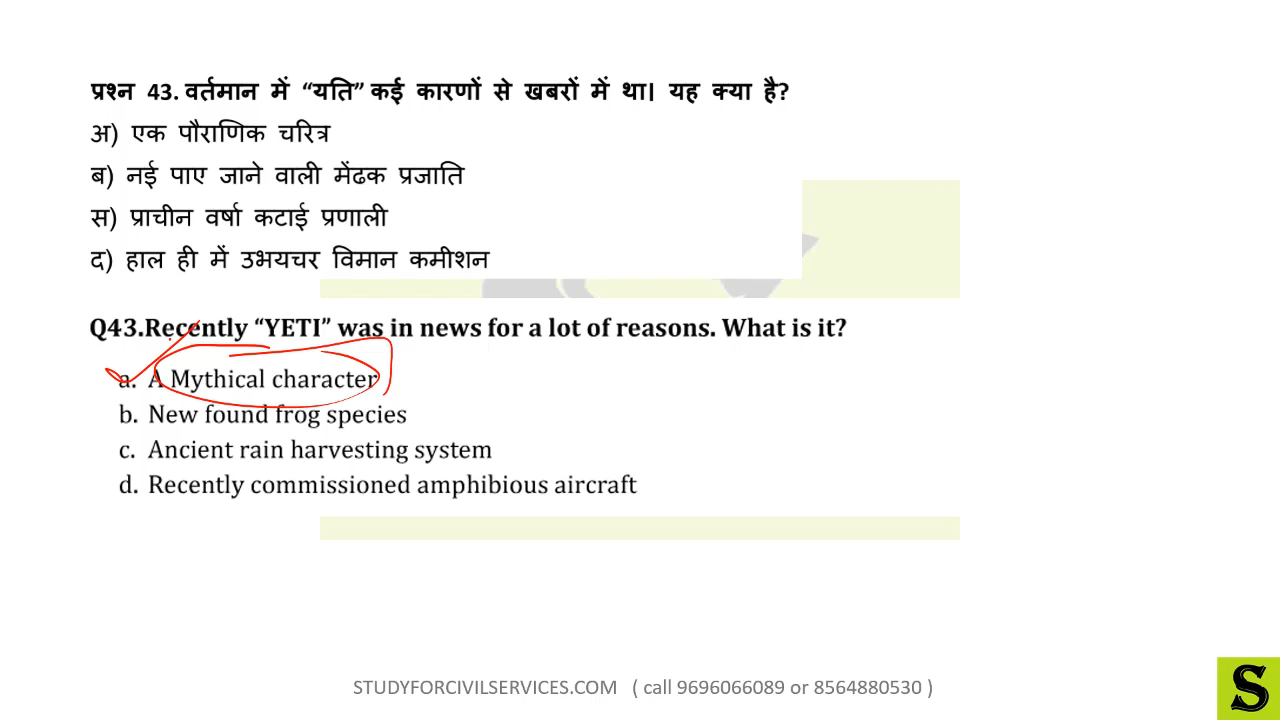 प्रश्न 43. वर्तमान में “यति” कई कारणों से खबरों में था। यह क्या है?
अ) एक पौराणिक चरित्र
ब) नई पाए जाने वाली मेंढक प्रजाति
स) प्राचीन वर्षा कटाई प्रणाली
द) हाल ही में उभयचर विमान कमीशन
Q43.Recently “YETI” was in news for a lot of reasons. What is it?
a. A Mythical character
b. New found frog species
c. Ancient rain harvesting system
d. Recently commissioned amphibious aircraft
STUDYFORCIVILSERVICES.COM ( call 9696066089 or 8564880530 )
S